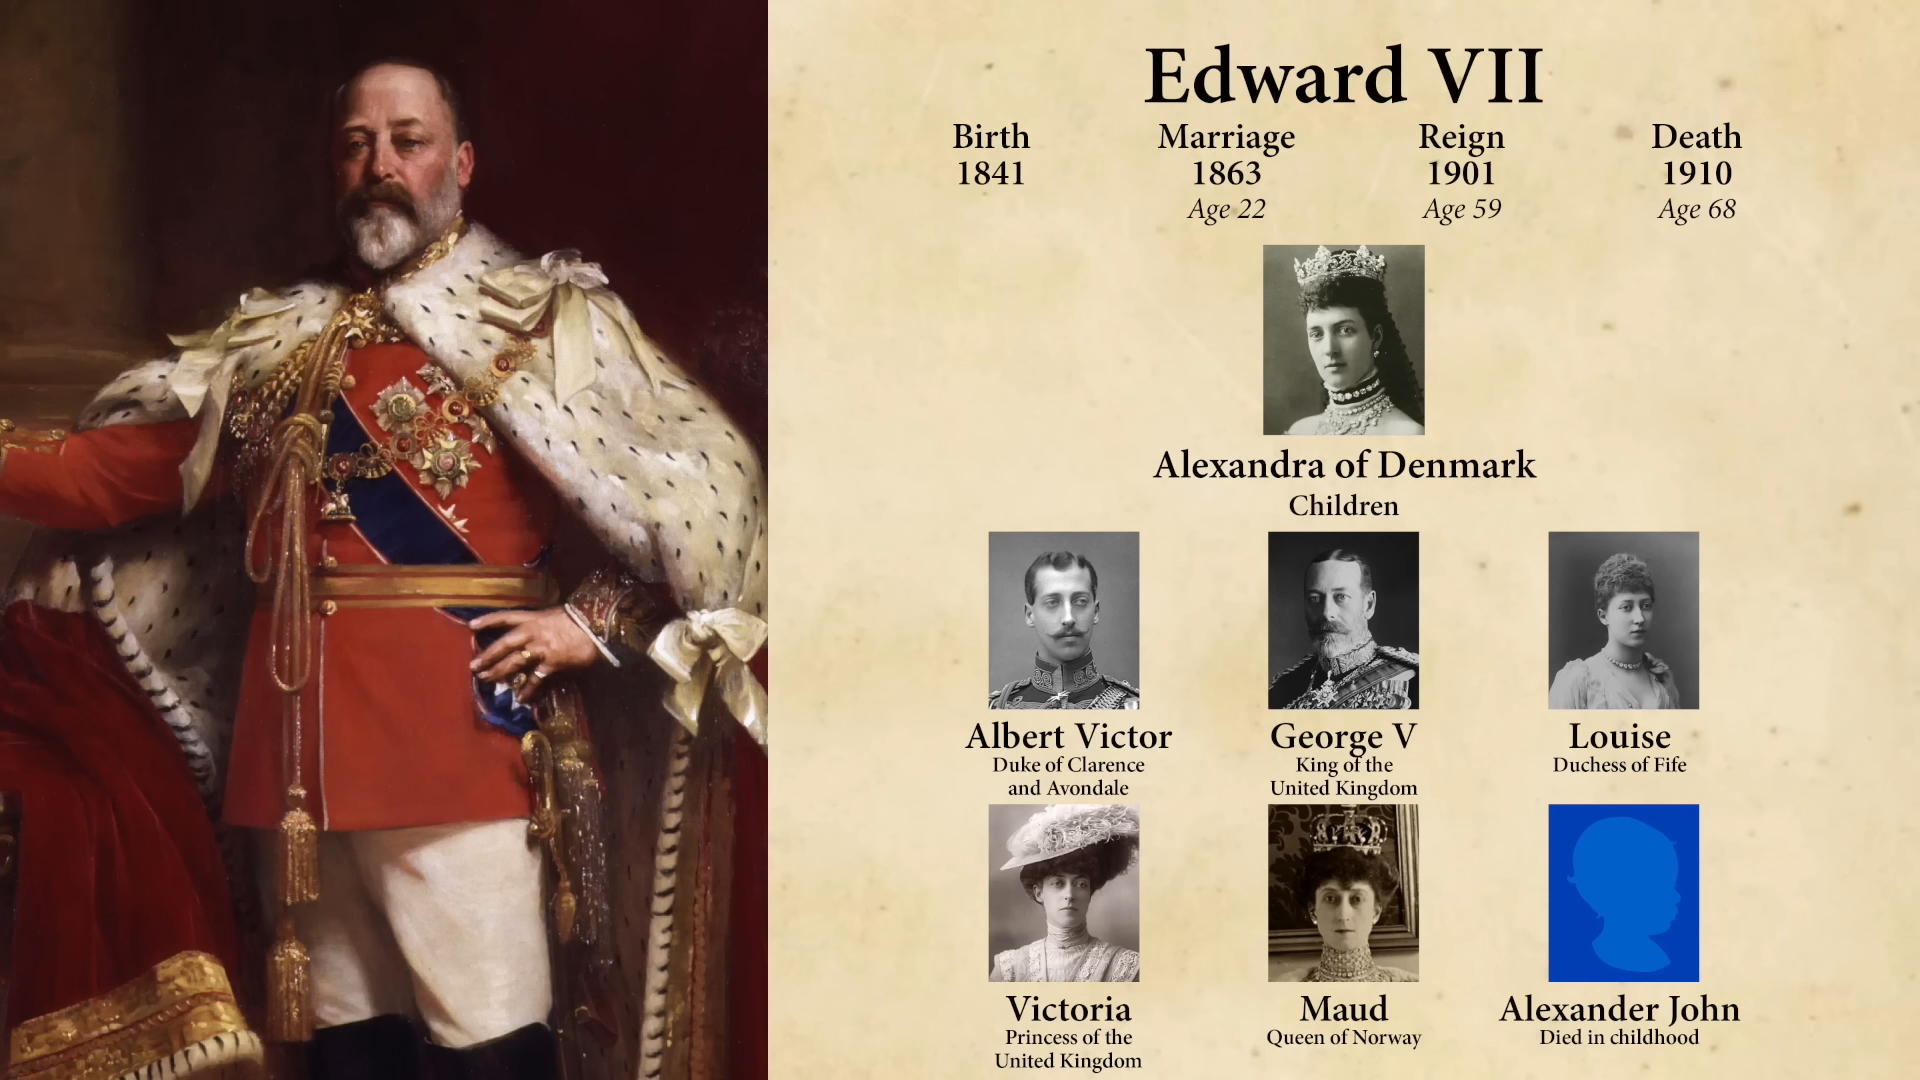 Edward VII
Birth Marriage Reign Death
1841 1863 1901 1910
Age 22 Age 59 Age 68
Alexandra of Denmark
Children
Albert Victor George V Louise
Duke of Clarence King of the Duchess of Fife
and Avondale United Kingdom
Victoria Maud Alexander John
Princess of the Queen of Norway Died in childhood
United Kingdom